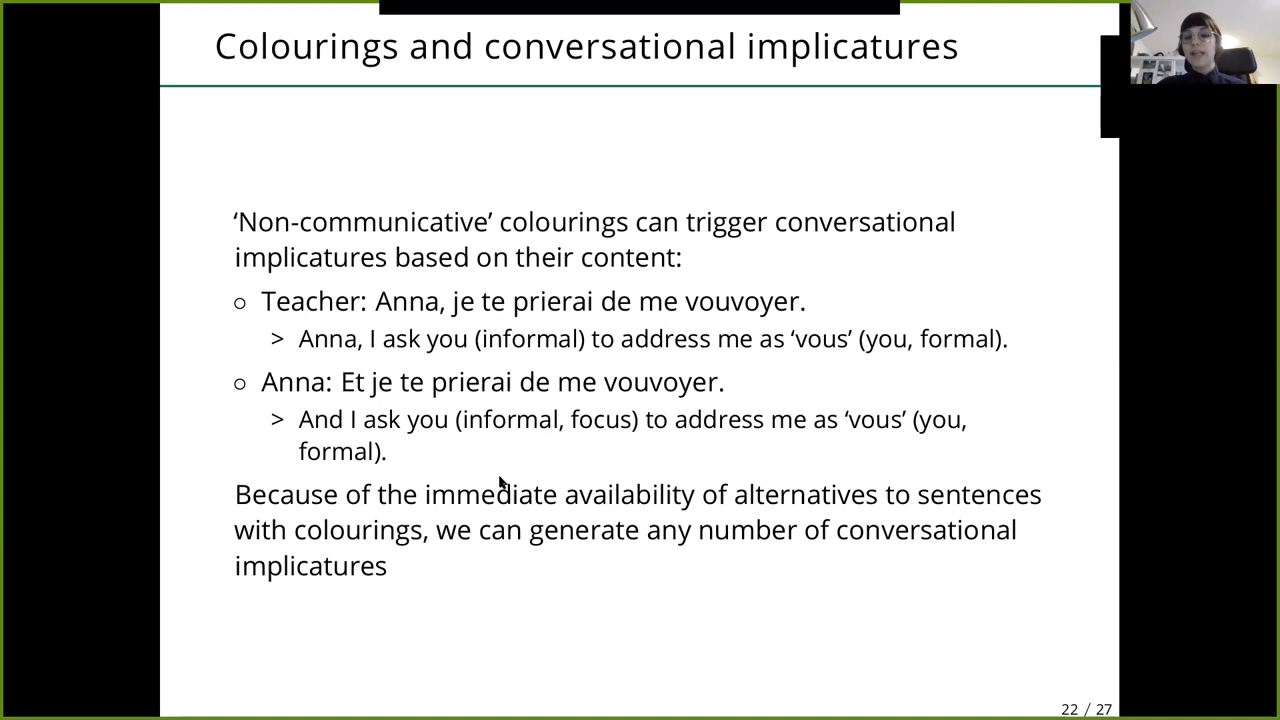 Colourings and conversational implicatures
‘Non-communicative’ colourings can trigger conversational
implicatures based on their content:
○ Teacher: Anna, je te prierai de me vouvoyer.
> Anna, I ask you (informal) to address me as ‘vous’ (you, formal).
○ Anna: Et je te prierai de me vouvoyer.
> And I ask you (informal, focus) to address me as ‘vous’ (you,
formal).
Because of the immediate availability of alternatives to sentences
with colourings, we can generate any number of conversational
implicatures
22 / 27